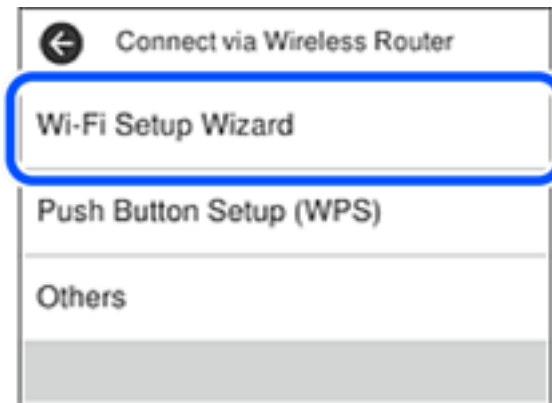 Connect via Wireless Router
Wi-Fi Setup Wizard
Push Button Setup (WPS)
Others